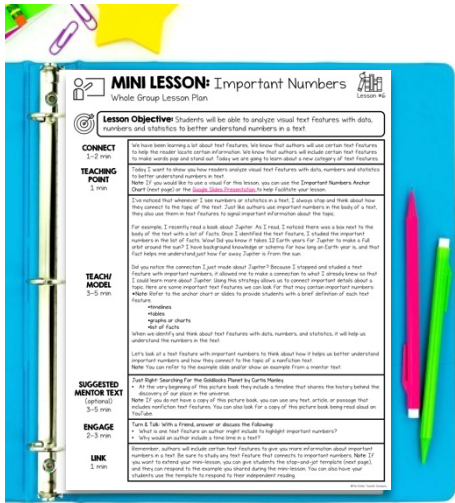 MINI LESSON: Important Numbers
Whole Group Lesson Plan
Lesson #6
Lesson Objective: Students will be able to analyze visual text features with data,
numbers and statistics to better understand numbers in a text.
CONNECT
1-2 min
We have been learning a lot about text features. We know that authors will use certain text features
to help the reader locate certain information. We know that authors will include certain text features
to make words pop and stand out. Today we are going to learn about a new category of text features.
TEACHING
POINT
1 min
Today I want to show you how readers analyze visual text features with data, numbers and statistics
to better understand numbers in text.
Note: If you would like to use a visual for this lesson, you can use the Important Numbers Anchor
Chart (next page) or the Google Slides Presentation to help facilitate your lesson.
TEACH/
MODEL
3-5 min
I've noticed that wherever I see numbers or statistics in a text, I always stop and think about how
they connect to the topic of the text. Just like authors use important numbers in the body of a text,
they also use them in text features to signal important information about the topic.
For example, I recently read a book about Jupiter. As I read, I noticed there was a box next to the
body of the text with a list of facts. Once I identified the text feature, I studied the important
numbers in the list of facts. Wow! Did you know it takes 12 Earth years for Jupiter to make a full
orbit around the sun? I have background knowledge or schema for how long an Earth year is, and that
fact helps me understand just how far away Jupiter is from the sun.
Did you notice the connection I just made about Jupiter? Because I stopped and studied a text
feature with important numbers, it allowed me to make a connection to what I already knew so that
I could learn more about Jupiter. Using this strategy allows us to connect important details about a
topic. Here are some important text features we can look for that may contain important numbers:
•Note: Refer to the anchor chart or slides to provide students with a brief definition of each text
feature.
•timelines
•tables
•graphs or charts
•list of facts
When we identify and think about text features with data, numbers, and statistics, it will help us
understand the numbers in the text.
Let's look at a text feature with important numbers to think about how it helps us better understand
important numbers and how they connect to the topic of a nonfiction text.
Note: You can refer to the example slide and/or show an example from a mentor text.
SUGGESTED
MENTOR TEXT
(optional)
3-5 min
Just Right: Searching for the Goldilocks Planet by Curtis Manley
• At the very beginning of this picture book they include a timeline that shares the history behind the
discovery of our place in the universe.
Note: If you do not have a copy of this picture book, you can use any text, article, or passage that
includes nonfiction text features. You can also look for a copy of this picture book being read aloud on
YouTube.
ENGAGE
2-3 min
Turn & Talk: With a friend, answer or discuss the following:
• What is one text feature an author might include to highlight important numbers?
• Why would an author include a time line in a text?
LINK
1 min
Remember, authors will include certain text features to give you more information about important
numbers in a text. Be sure to study any text feature that connects to important numbers. Note: If
you want to extend your mini-lesson, you can give students the stop-and-jot template (next page),
and they can respond to the example you shared during the mini-lesson. You can also have your
students use the template to respond to their independent reading.